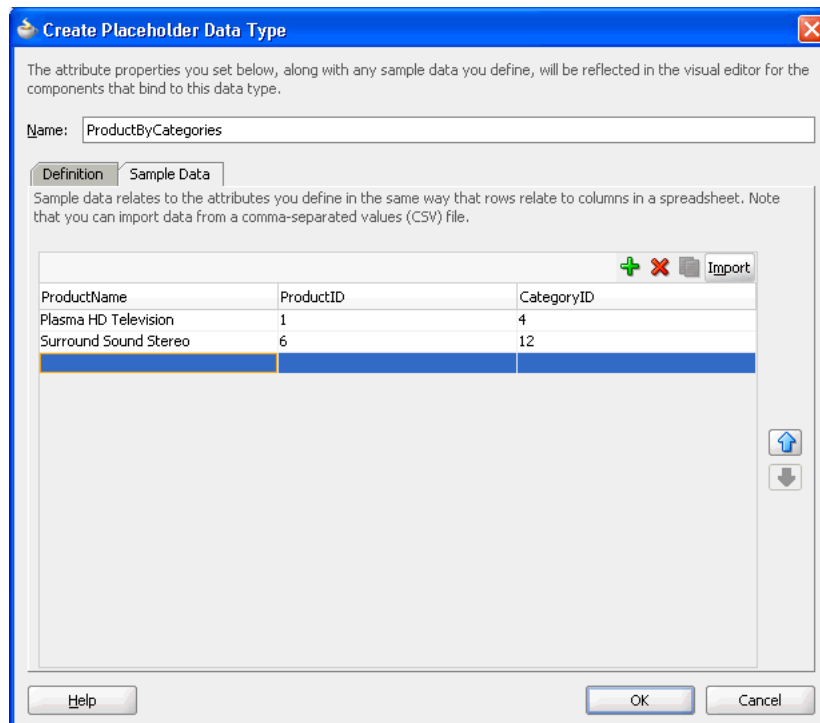 Create Placeholder Data Type
The attribute properties you set below, along with any sample data you define, will be reflected in the visual editor for the
components that bind to this data type.
Name: ProductByCategories
Definition Sample Data
Sample data relates to the attributes you define in the same way that rows relate to columns in a spreadsheet. Note
that you can import data from a comma-separated values (CSV) file.
Import
ProductName ProductID CategoryID
Plasma HD Television 1 4
Surround Sound Stereo 6 12
Help OK Cancel